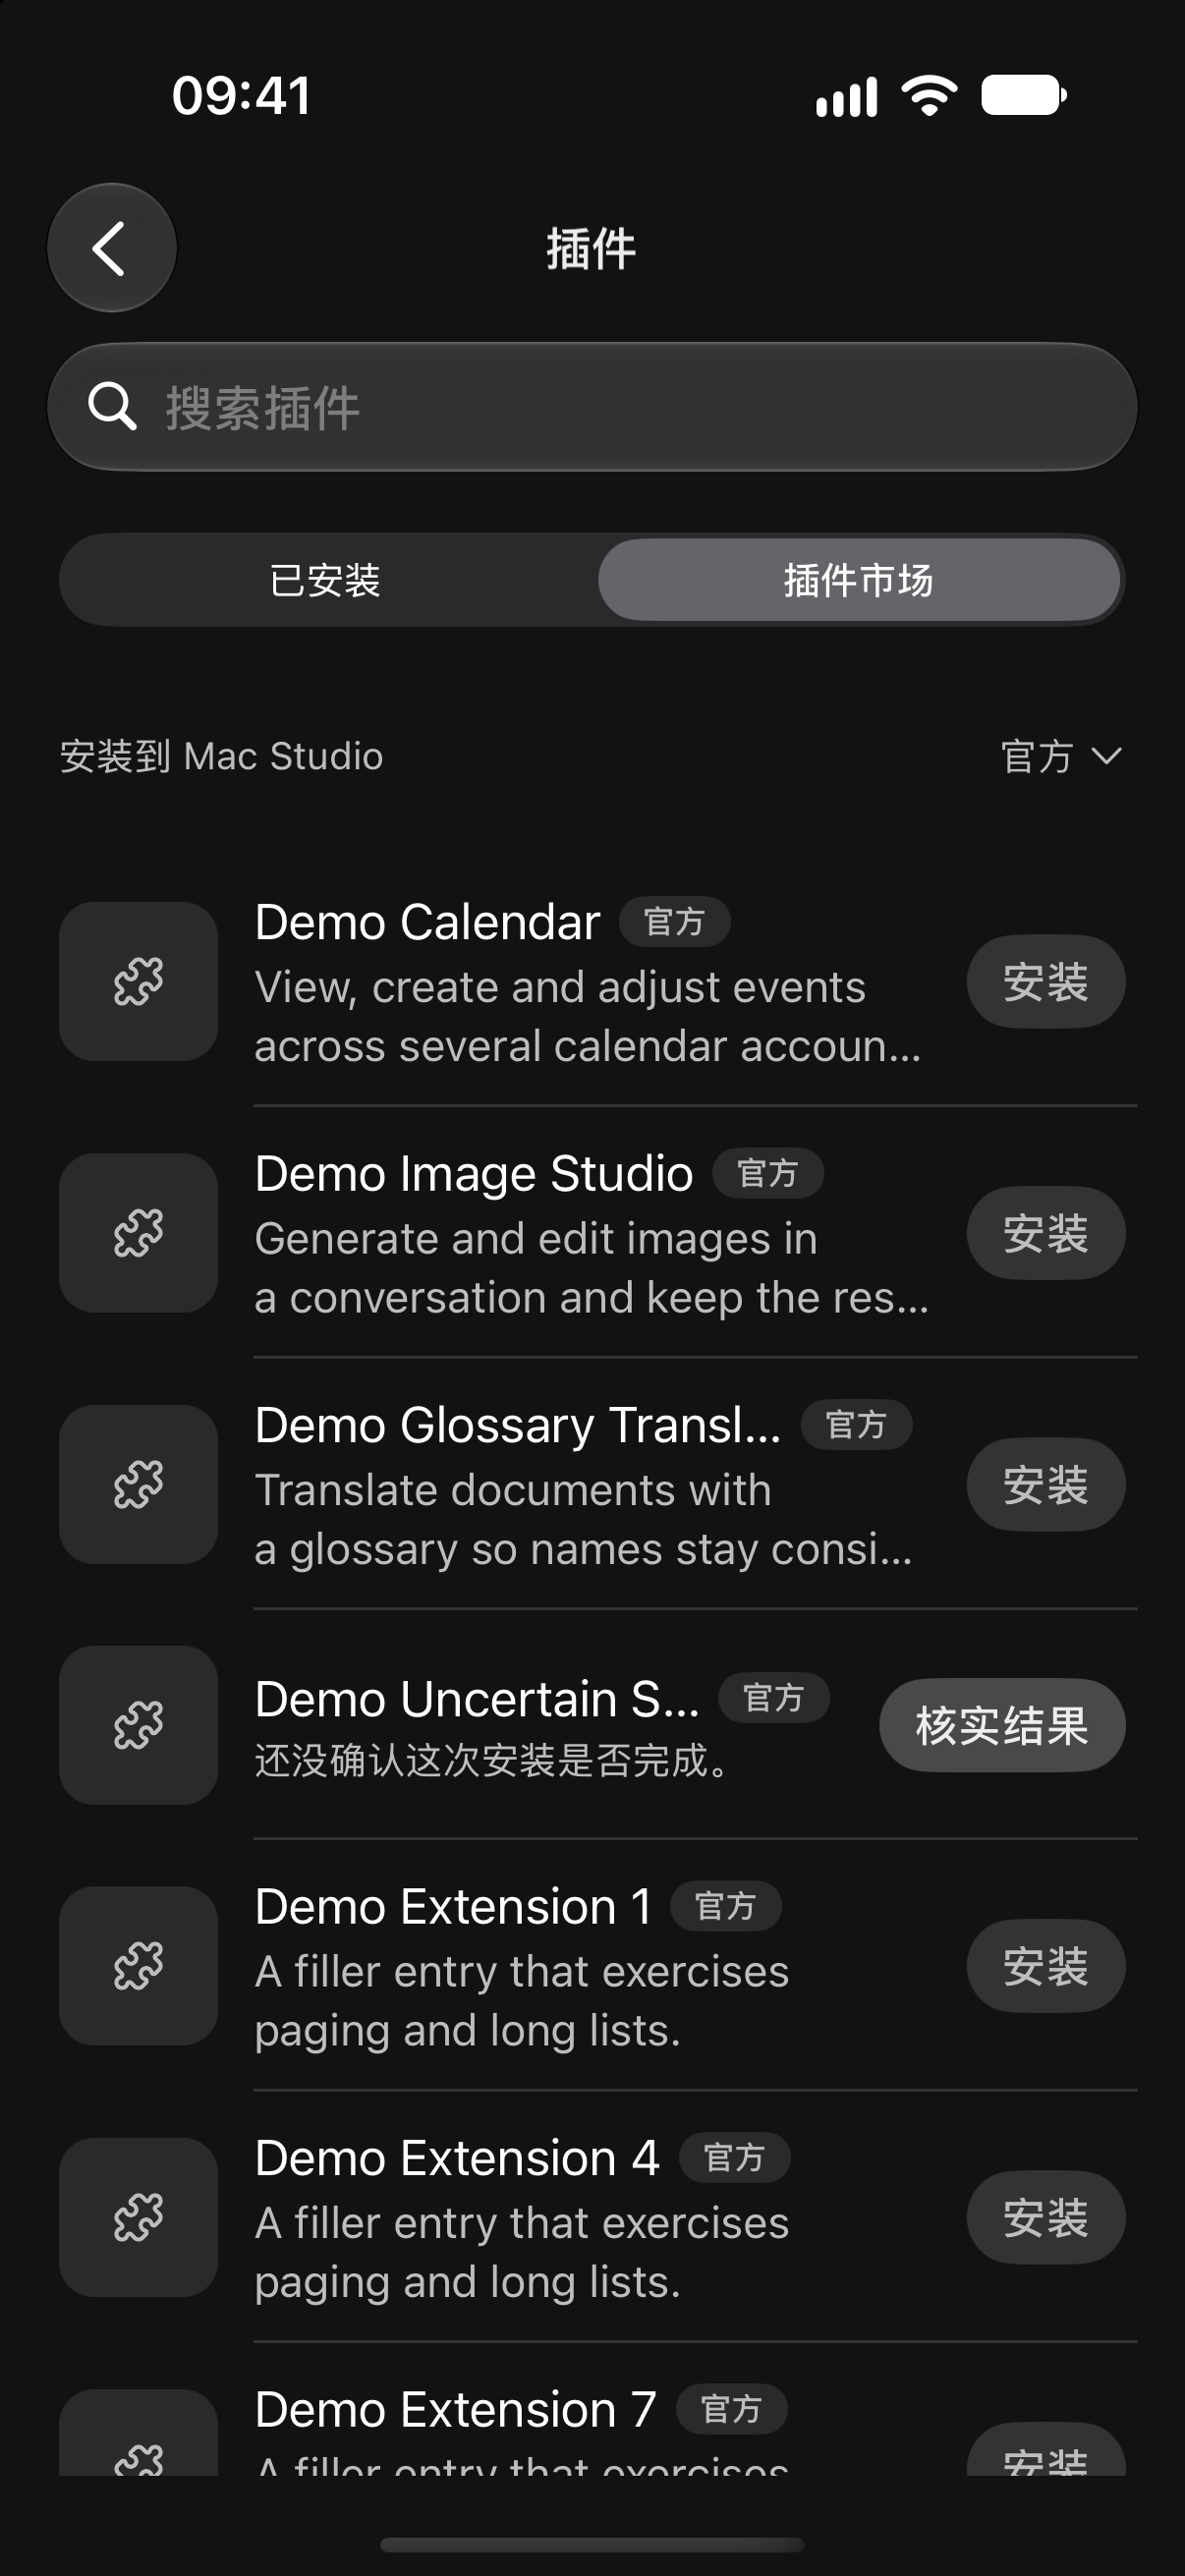 09:41
插件
搜索插件
已安装
插件市场
安装到 Mac Studio
官方
Demo Calendar 官方
View, create and adjust events
across several calendar accoun...
安装
Demo Image Studio 官方
Generate and edit images in
a conversation and keep the res...
安装
Demo Glossary Transl... 官方
Translate documents with
a glossary so names stay consi...
安装
Demo Uncertain S... 官方
还没确认这次安装是否完成。
核实结果
Demo Extension 1 官方
A filler entry that exercises
paging and long lists.
安装
Demo Extension 4 官方
A filler entry that exercises
paging and long lists.
安装
Demo Extension 7 官方
A filler entry that exercises
安装